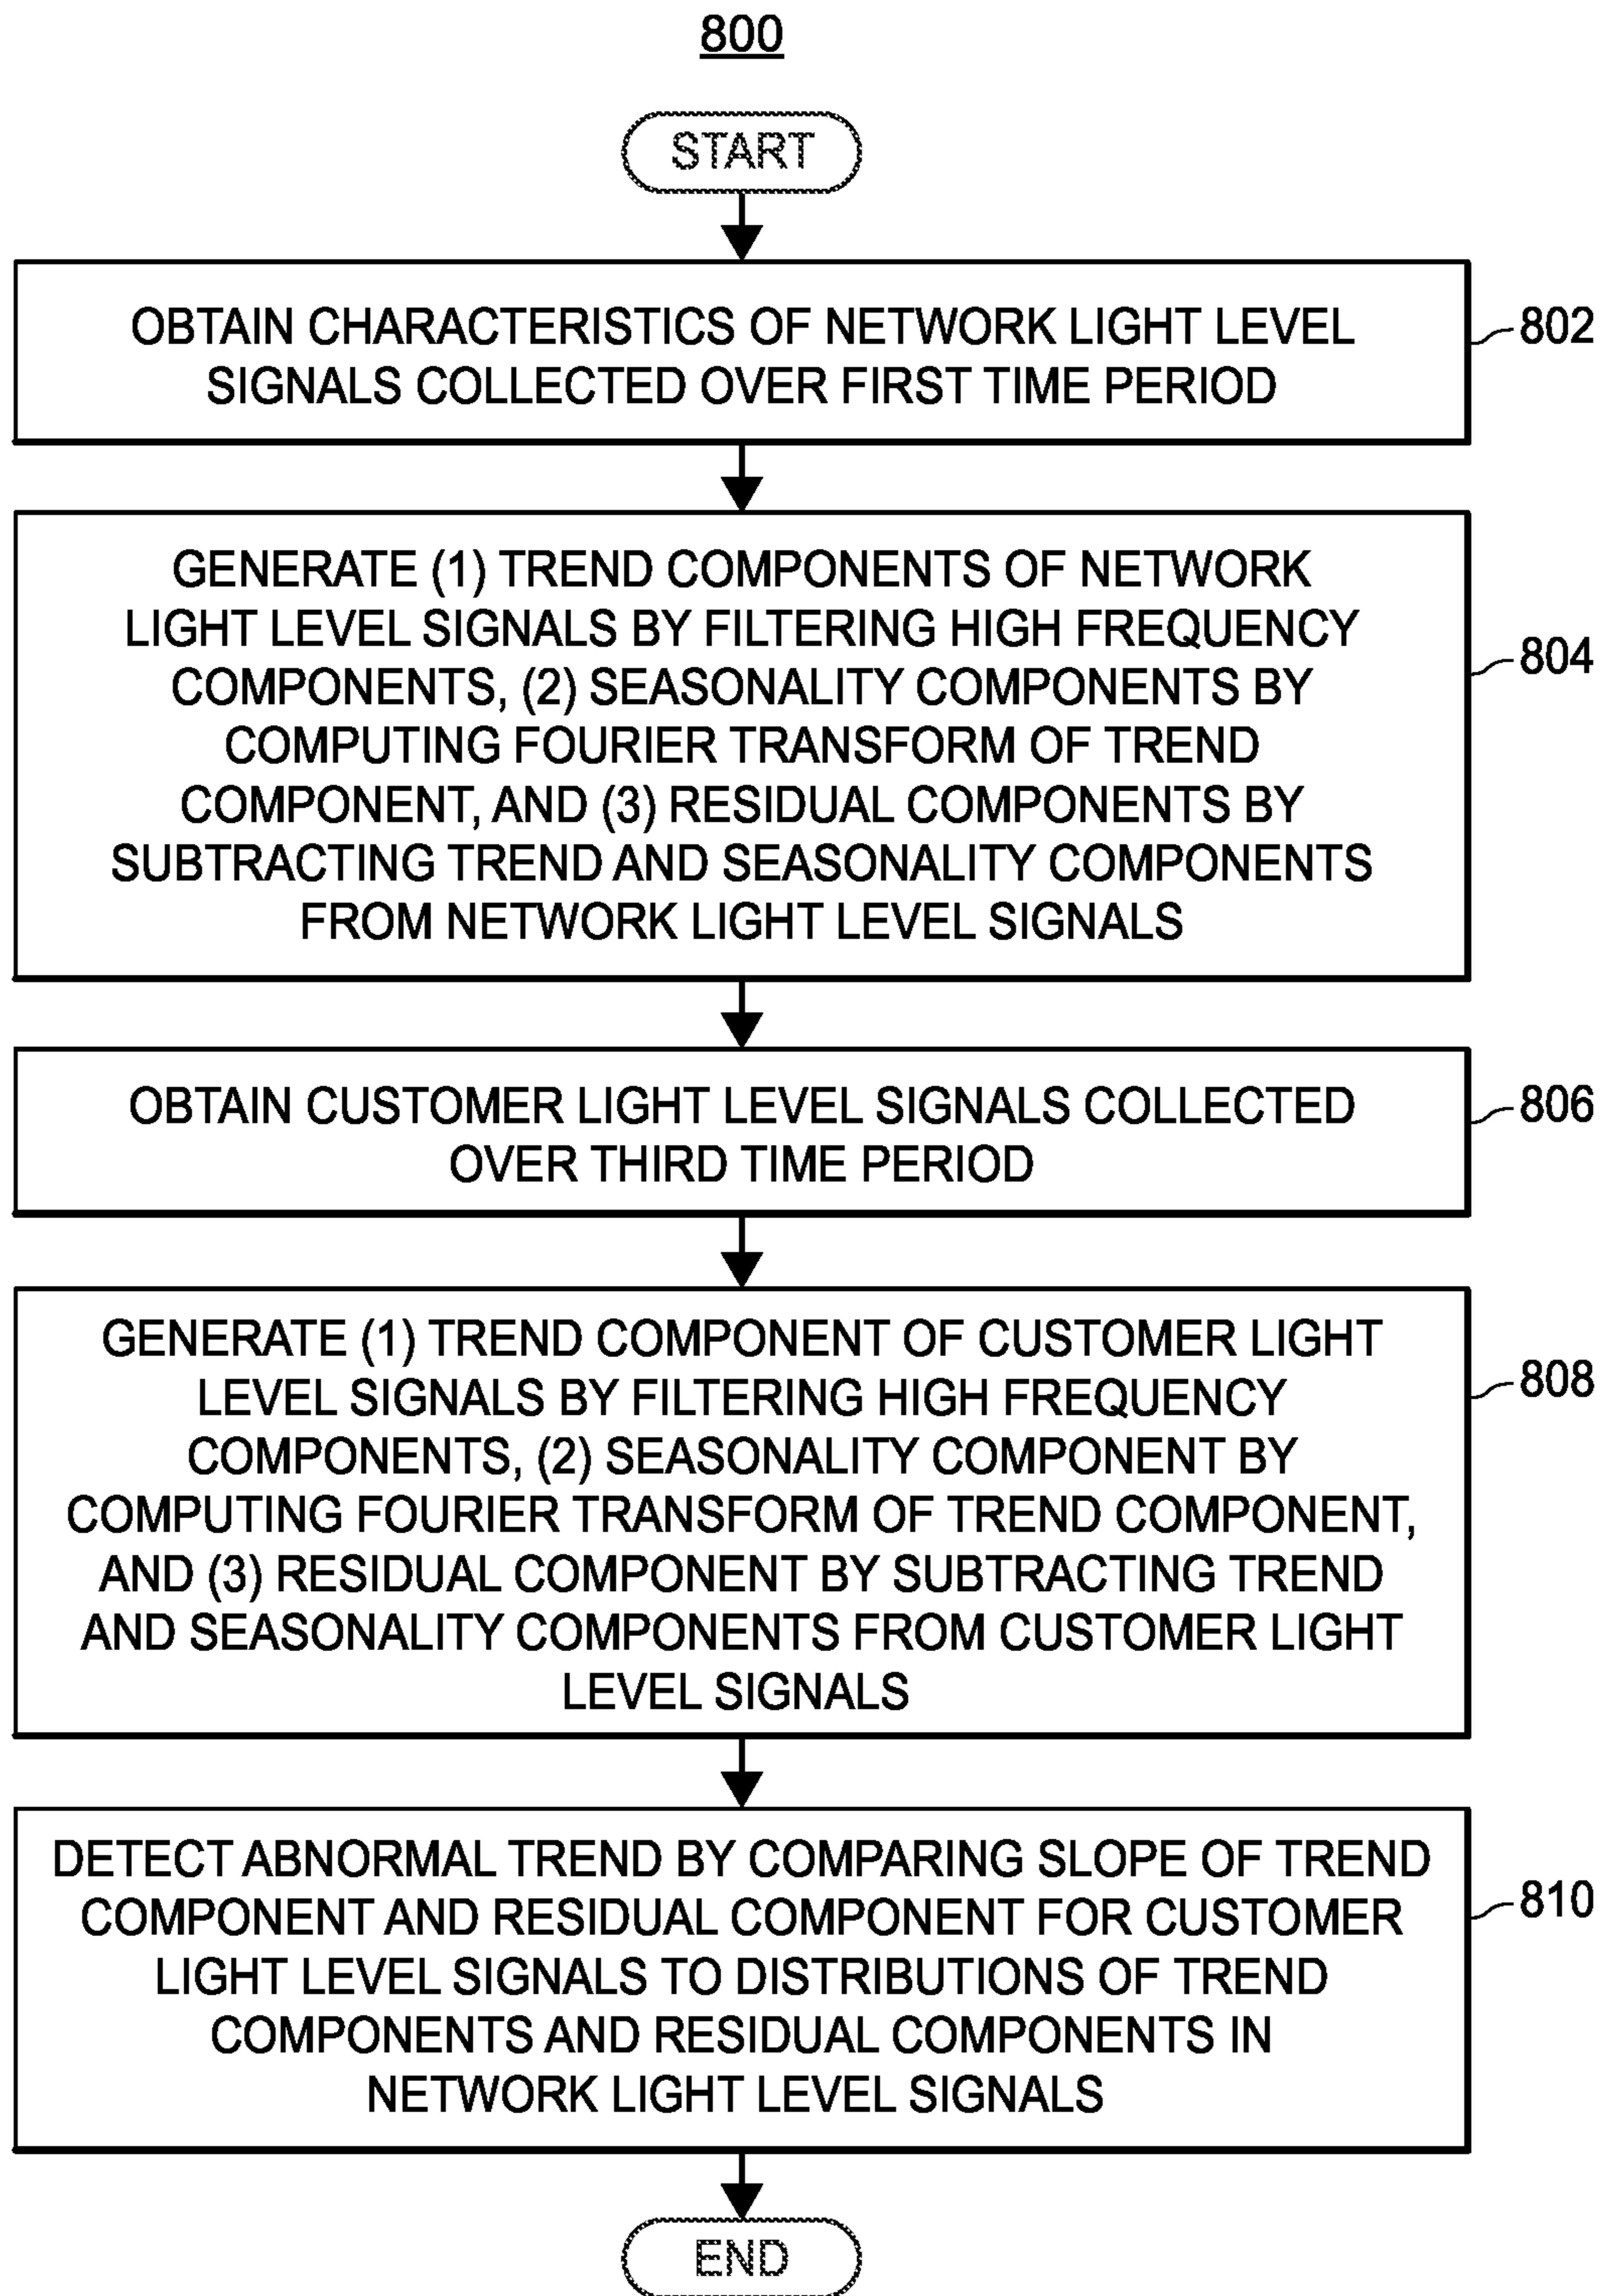 800
START
OBTAIN CHARACTERISTICS OF NETWORK LIGHT LEVEL
SIGNALS COLLECTED OVER FIRST TIME PERIOD
802
GENERATE (1) TREND COMPONENTS OF NETWORK
LIGHT LEVEL SIGNALS BY FILTERING HIGH FREQUENCY
COMPONENTS, (2) SEASONALITY COMPONENTS BY
COMPUTING FOURIER TRANSFORM OF TREND
COMPONENT, AND (3) RESIDUAL COMPONENTS BY
SUBTRACTING TREND AND SEASONALITY COMPONENTS
FROM NETWORK LIGHT LEVEL SIGNALS
804
OBTAIN CUSTOMER LIGHT LEVEL SIGNALS COLLECTED
OVER THIRD TIME PERIOD
806
GENERATE (1) TREND COMPONENT OF CUSTOMER LIGHT
LEVEL SIGNALS BY FILTERING HIGH FREQUENCY
COMPONENTS, (2) SEASONALITY COMPONENT BY
COMPUTING FOURIER TRANSFORM OF TREND COMPONENT,
AND (3) RESIDUAL COMPONENT BY SUBTRACTING TREND
AND SEASONALITY COMPONENTS FROM CUSTOMER LIGHT
LEVEL SIGNALS
808
DETECT ABNORMAL TREND BY COMPARING SLOPE OF TREND
COMPONENT AND RESIDUAL COMPONENT FOR CUSTOMER
LIGHT LEVEL SIGNALS TO DISTRIBUTIONS OF TREND
COMPONENTS AND RESIDUAL COMPONENTS IN
NETWORK LIGHT LEVEL SIGNALS
810
END